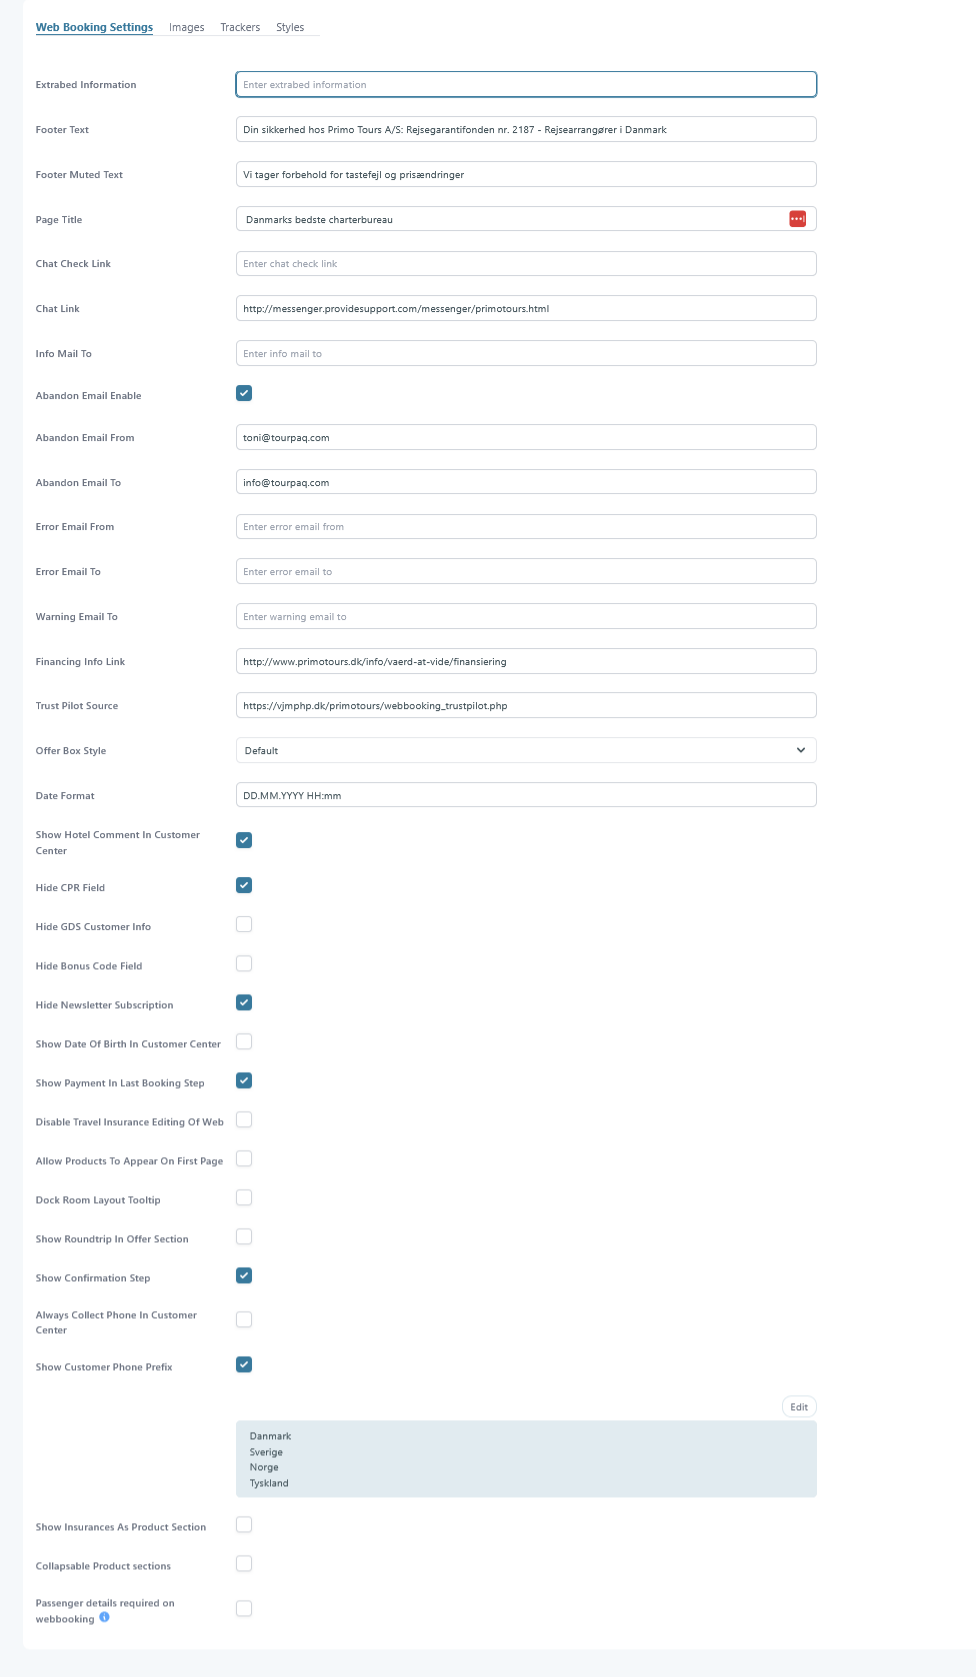 Web Booking Settings Images Trackers Styles
Extrabed Information Enter extrabed information
Footer Text Din sikkerhed hos Primo Tours A/S: Rejsegarantifonden nr. 2187 - Rejsearrangører i Danmark
Footer Muted Text Vi tager forbehold for tastefejl og prisændringer
Page Title Danmarks bedste charterbureau
Chat Check Link Enter chat check link
Chat Link http://messenger.providesupport.com/messenger/primotours.html
Info Mail To Enter info mail to
Abandon Email Enable
Abandon Email From toni@tourpaq.com
Abandon Email To info@tourpaq.com
Error Email From Enter error email from
Error Email To Enter error email to
Warning Email To Enter warning email to
Financing Info Link http://www.primotours.dk/info/vaerd-at-vide/finansiering
Trust Pilot Source https://vjmphp.dk/primotours/webbooking_trustpilot.php
Offer Box Style Default
Date Format DD.MM.YYYY HH:mm
Show Hotel Comment In Customer
Center
Hide CPR Field
Hide GDS Customer Info
Hide Bonus Code Field
Hide Newsletter Subscription
Show Date Of Birth In Customer Center
Show Payment In Last Booking Step
Disable Travel Insurance Editing Of Web
Allow Products To Appear On First Page
Dock Room Layout Tooltip
Show Roundtrip In Offer Section
Show Confirmation Step
Always Collect Phone In Customer
Center
Show Customer Phone Prefix
Edit
Danmark
Sverige
Norge
Tyskland
Show Insurances As Product Section
Collapsable Product sections
Passenger details required on
webbooking